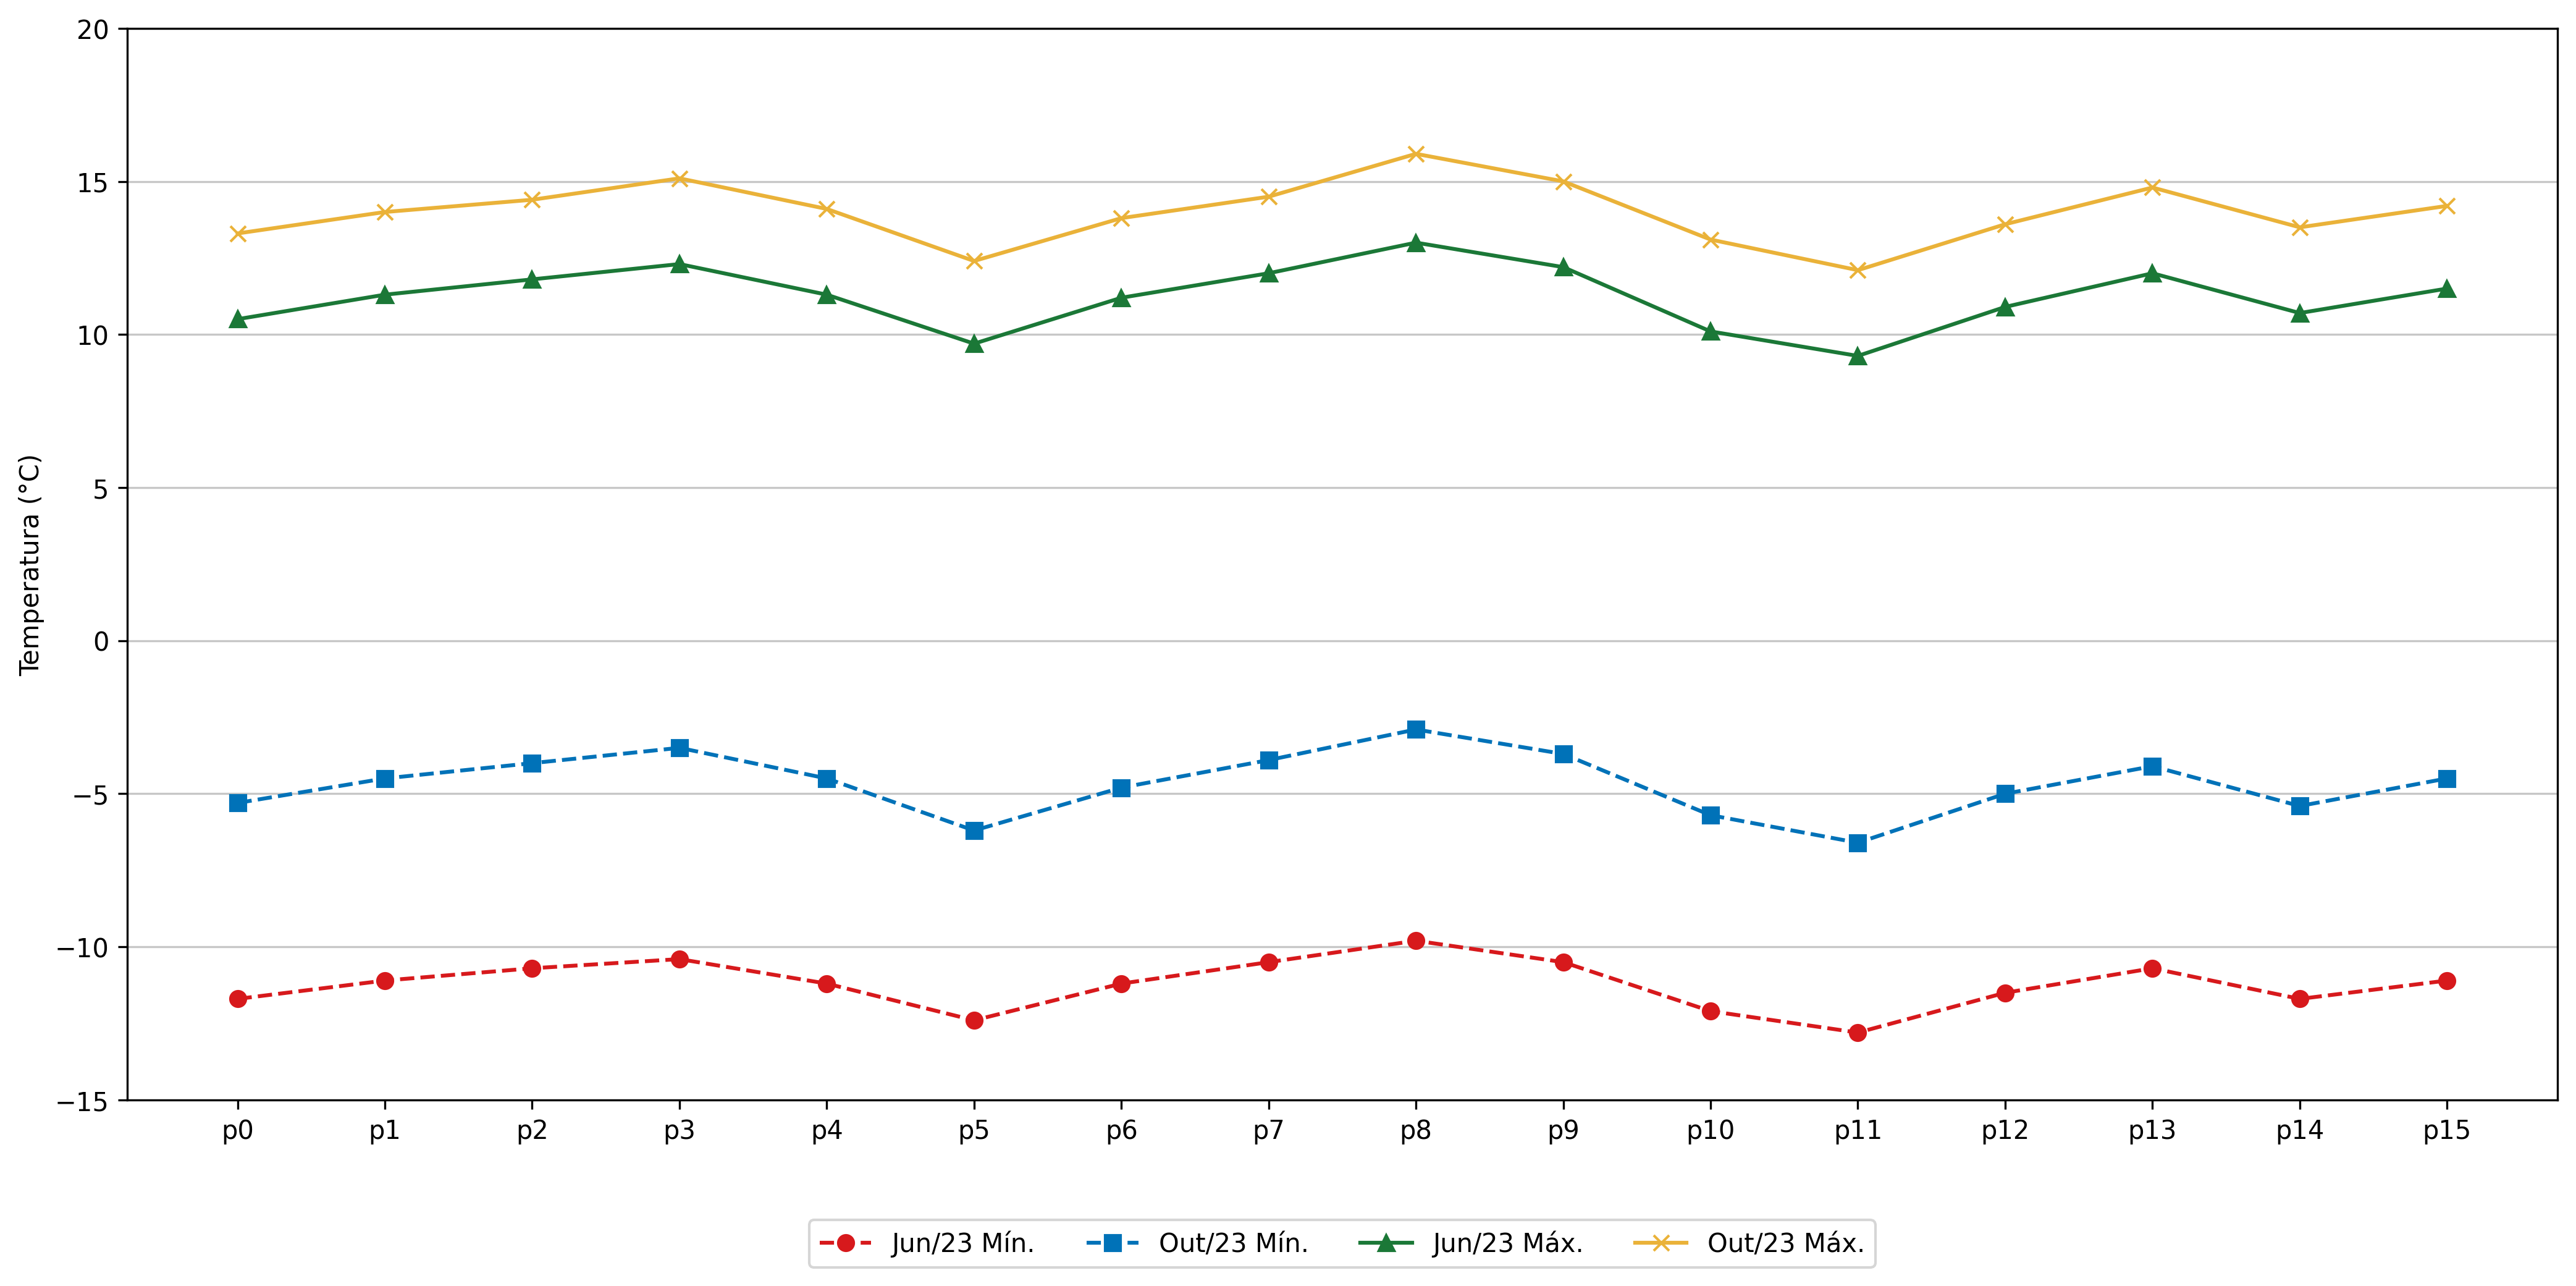 20
15
10
5
0
−5
−10
−15
Temperatura (°C)
p0 p1 p2 p3 p4 p5 p6 p7 p8 p9 p10 p11 p12 p13 p14 p15
Jun/23 Mín. Out/23 Mín. Jun/23 Máx. Out/23 Máx.